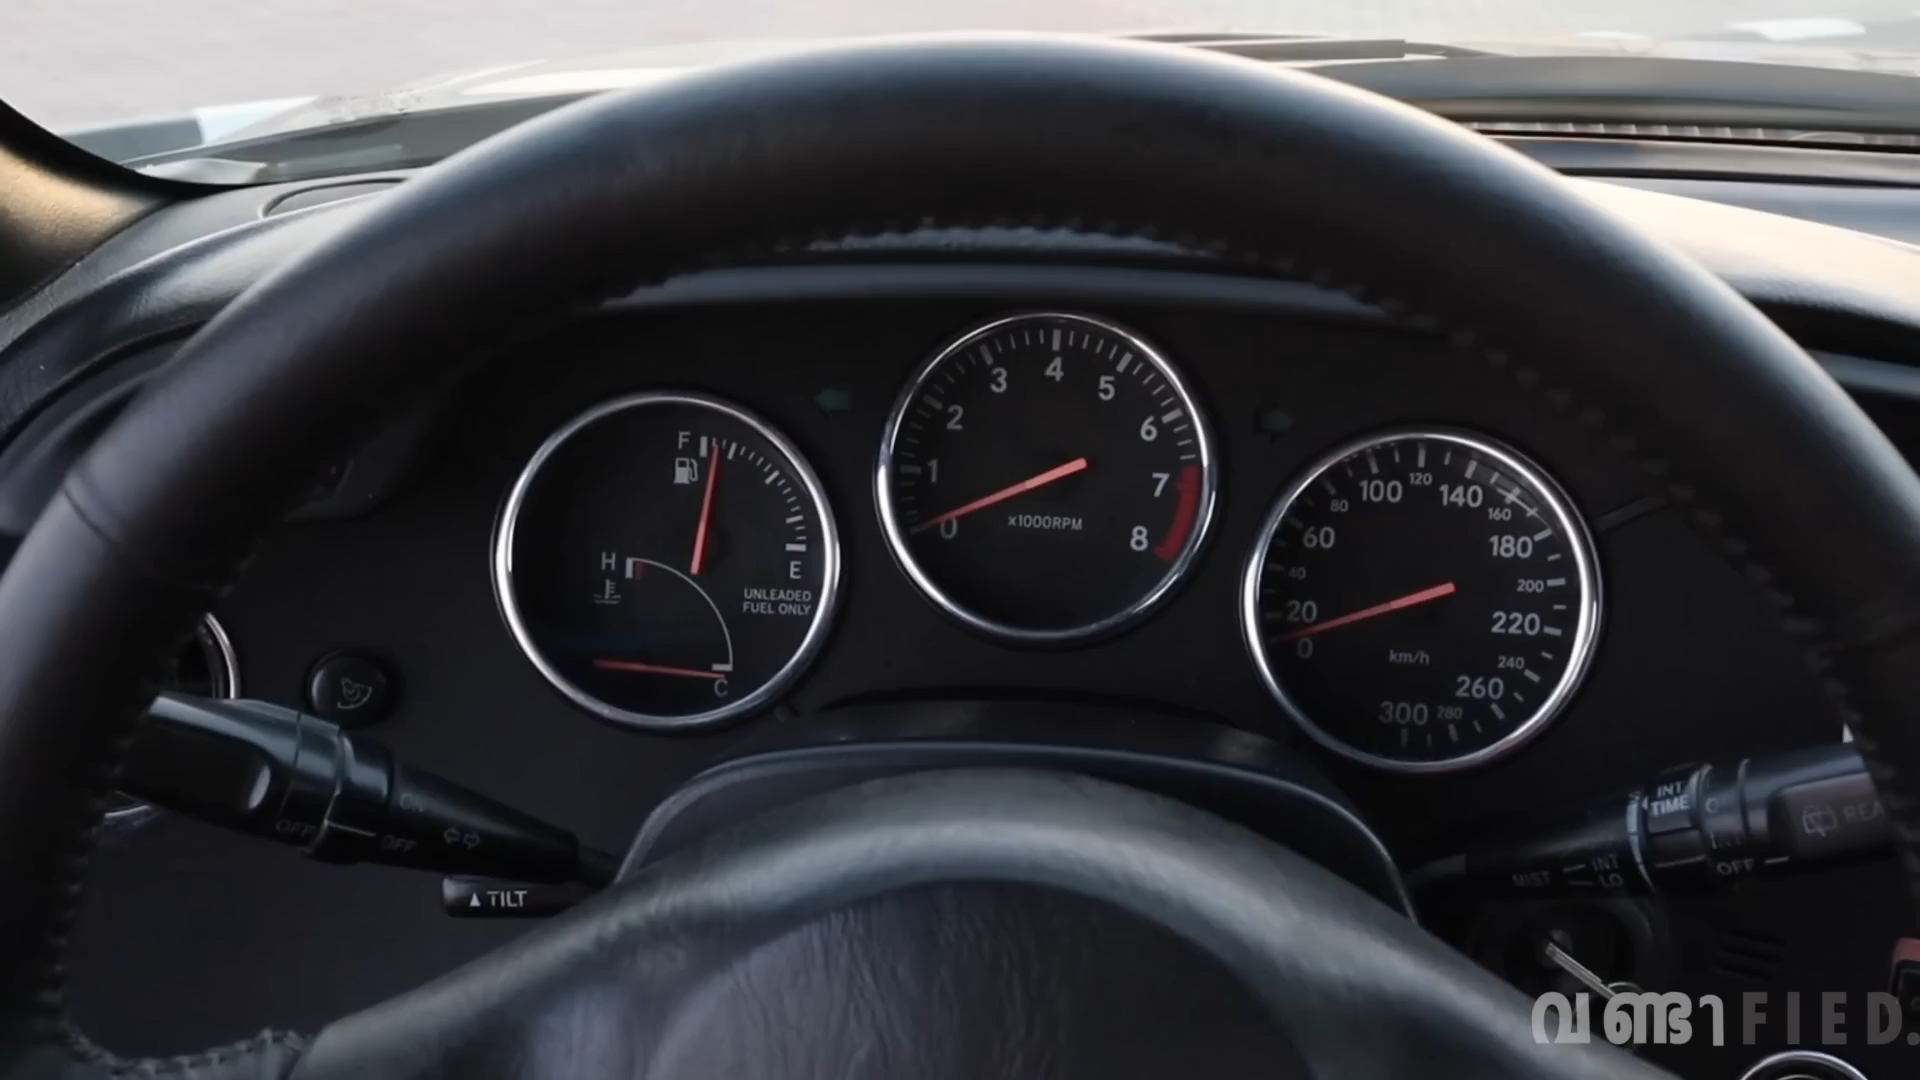 F
H
E
UNLEADED
FUEL ONLY
C
0
1
2
3
4
5
6
7
8
×1000RPM
0
20
40
60
80
100
120
140
160
180
200
220
240
260
280
300
km/h
OFF
OFF
▲ TILT
INT
TIME
INT
MIST
LO
OFF
REA
വണ്ടിFIED.